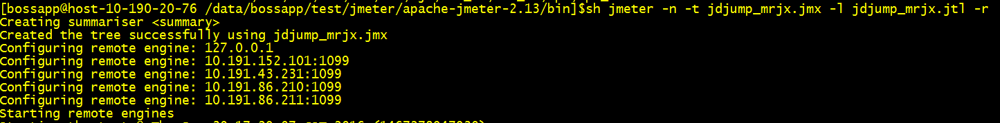 [bossapp@host-10-190-20-76 /data/bossapp/test/jmeter/apache-jmeter-2.13/bin]$sh jmeter -n -t jdjump_mrjx.jmx -l jdjump_mrjx.jtl -r
Creating summariser <summary>
Created the tree successfully using jdjump_mrjx.jmx
Configuring remote engine: 127.0.0.1
Configuring remote engine: 10.191.152.101:1099
Configuring remote engine: 10.191.43.231:1099
Configuring remote engine: 10.191.86.210:1099
Configuring remote engine: 10.191.86.211:1099
Starting remote engines